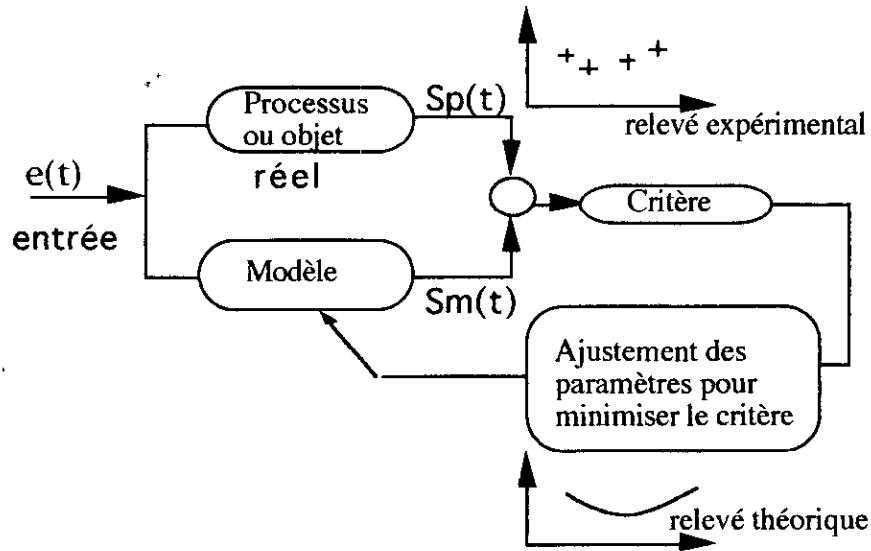 Sp(t)
relevé expérimental
Processus
ou objet
réel
e(t)
entrée
Critère
Modèle
Sm(t)
Ajustement des
paramètres pour
minimiser le critère
relevé théorique